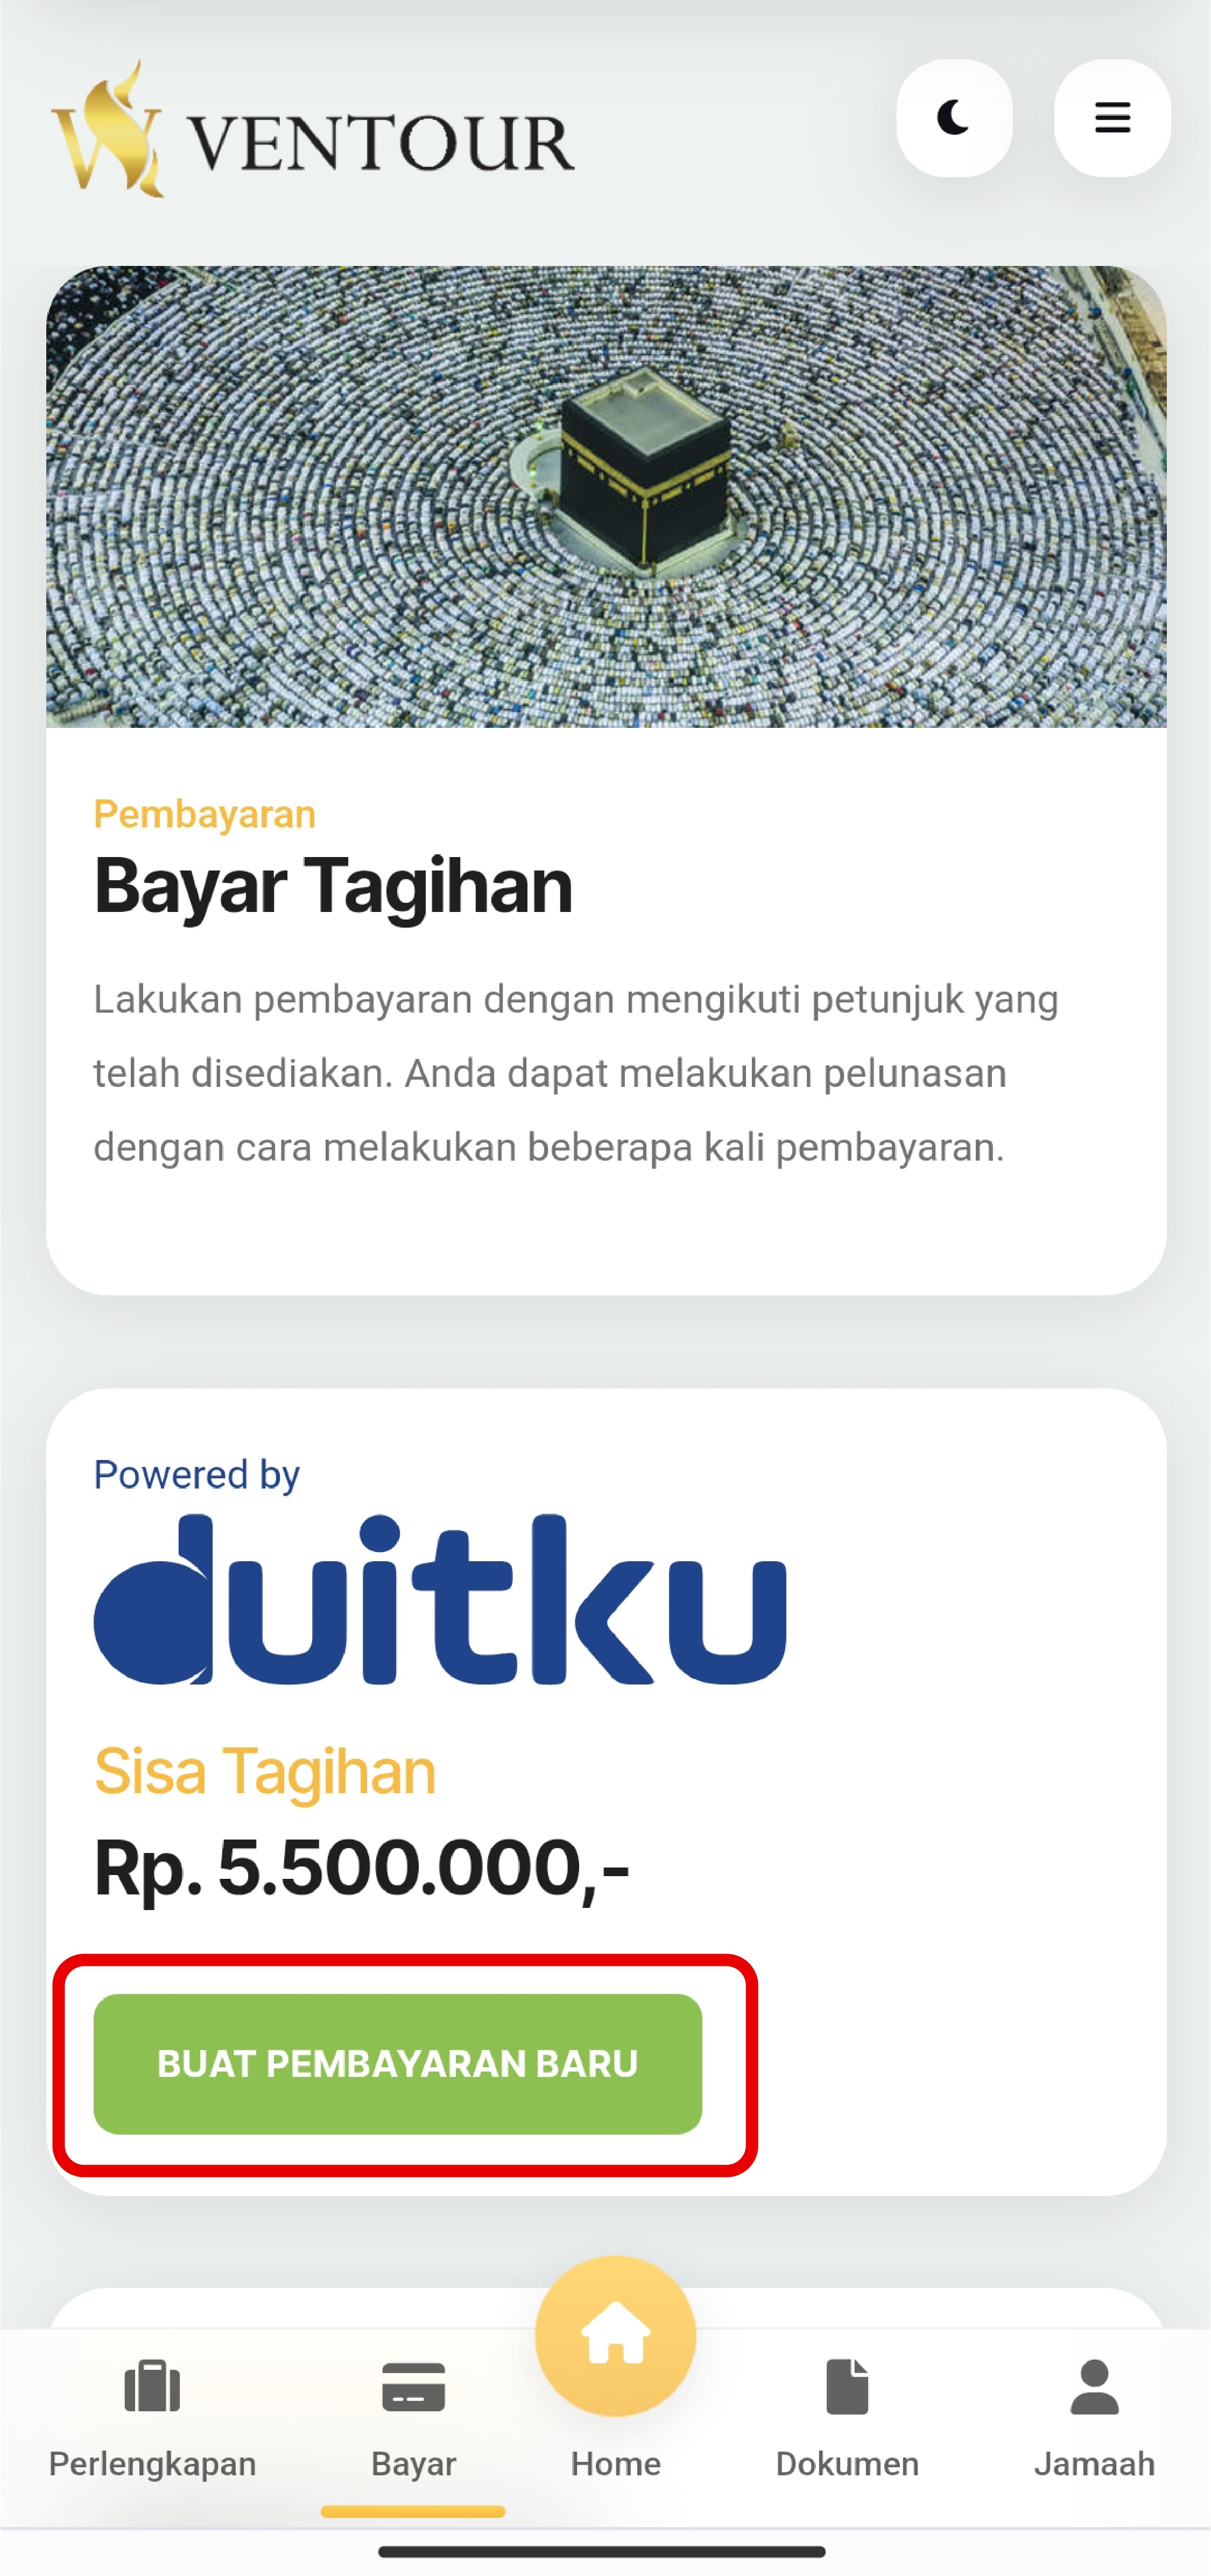 VENTOUR
Pembayaran
Bayar Tagihan
Lakukan pembayaran dengan mengikuti petunjuk yang
telah disediakan. Anda dapat melakukan pelunasan
dengan cara melakukan beberapa kali pembayaran.
Powered by
duitku
Sisa Tagihan
Rp. 5.500.000,-
BUAT PEMBAYARAN BARU
Perlengkapan
Bayar
Home
Dokumen
Jamaah